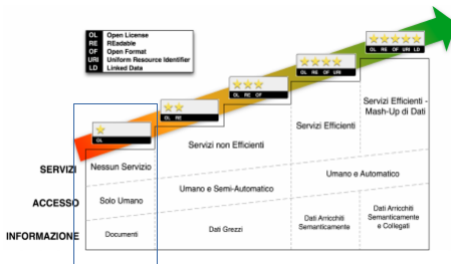 OL Open License
RE REadable
OF Open Format
URI Uniform Resource Identifier
LD Linked Data
OL RE OF URI LD
OL RE OF URI
OL RE OF
OL RE
OL
SERVIZI
Nessun Servizio
Servizi non Efficienti
Servizi Efficienti
Servizi Efficienti -
Mash-Up di Dati
ACCESSO
Solo Umano
Umano e Semi-Automatico
Umano e Automatico
INFORMAZIONE
Documenti
Dati Grezzi
Dati Arricchiti
Semanticamente
Dati Arricchiti
Semanticamente
e Collegati